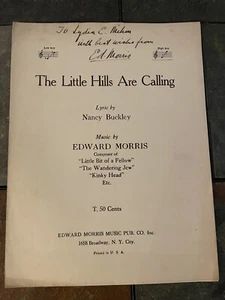 To Lydia E.
with best wishes from
Ed Morris
The Little Hills Are Calling
Lyric by
Nancy Buckley
Music by
EDWARD MORRIS
Composer of
"Little Bit of a Fellow"
"The Wandering Jew"
"Kinky Head"
Etc.
T. 50 Cents
EDWARD MORRIS MUSIC PUB. CO. Inc.
1658 Broadway, N. Y. City.
Printed in U. S. A.